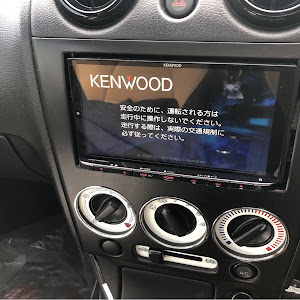 KENWOOD
KENWOOD
安全のために、運転される方は
走行中に操作しないでください。
走行する際は、実際の交通規制に
必ず従ってください。
A/C